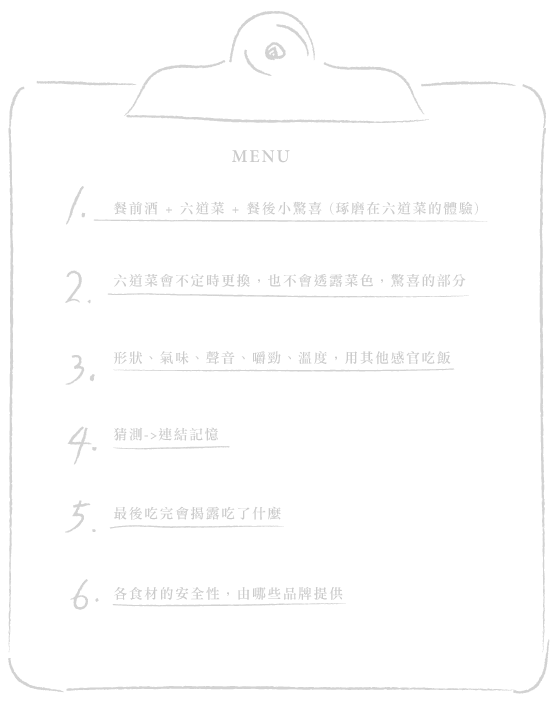 @
MENU
1. 餐前酒 + 六道菜 + 餐後小驚喜（琢磨在六道菜的體驗）
2. 六道菜會不定時更換，也不會透露菜色，驚喜的部分
3. 形狀、氣味、聲音、嚼勁、溫度，用其他感官吃飯
4. 猜測->連結記憶
5. 最後吃完會揭露吃了什麼
6. 各食材的安全性，由哪些品牌提供